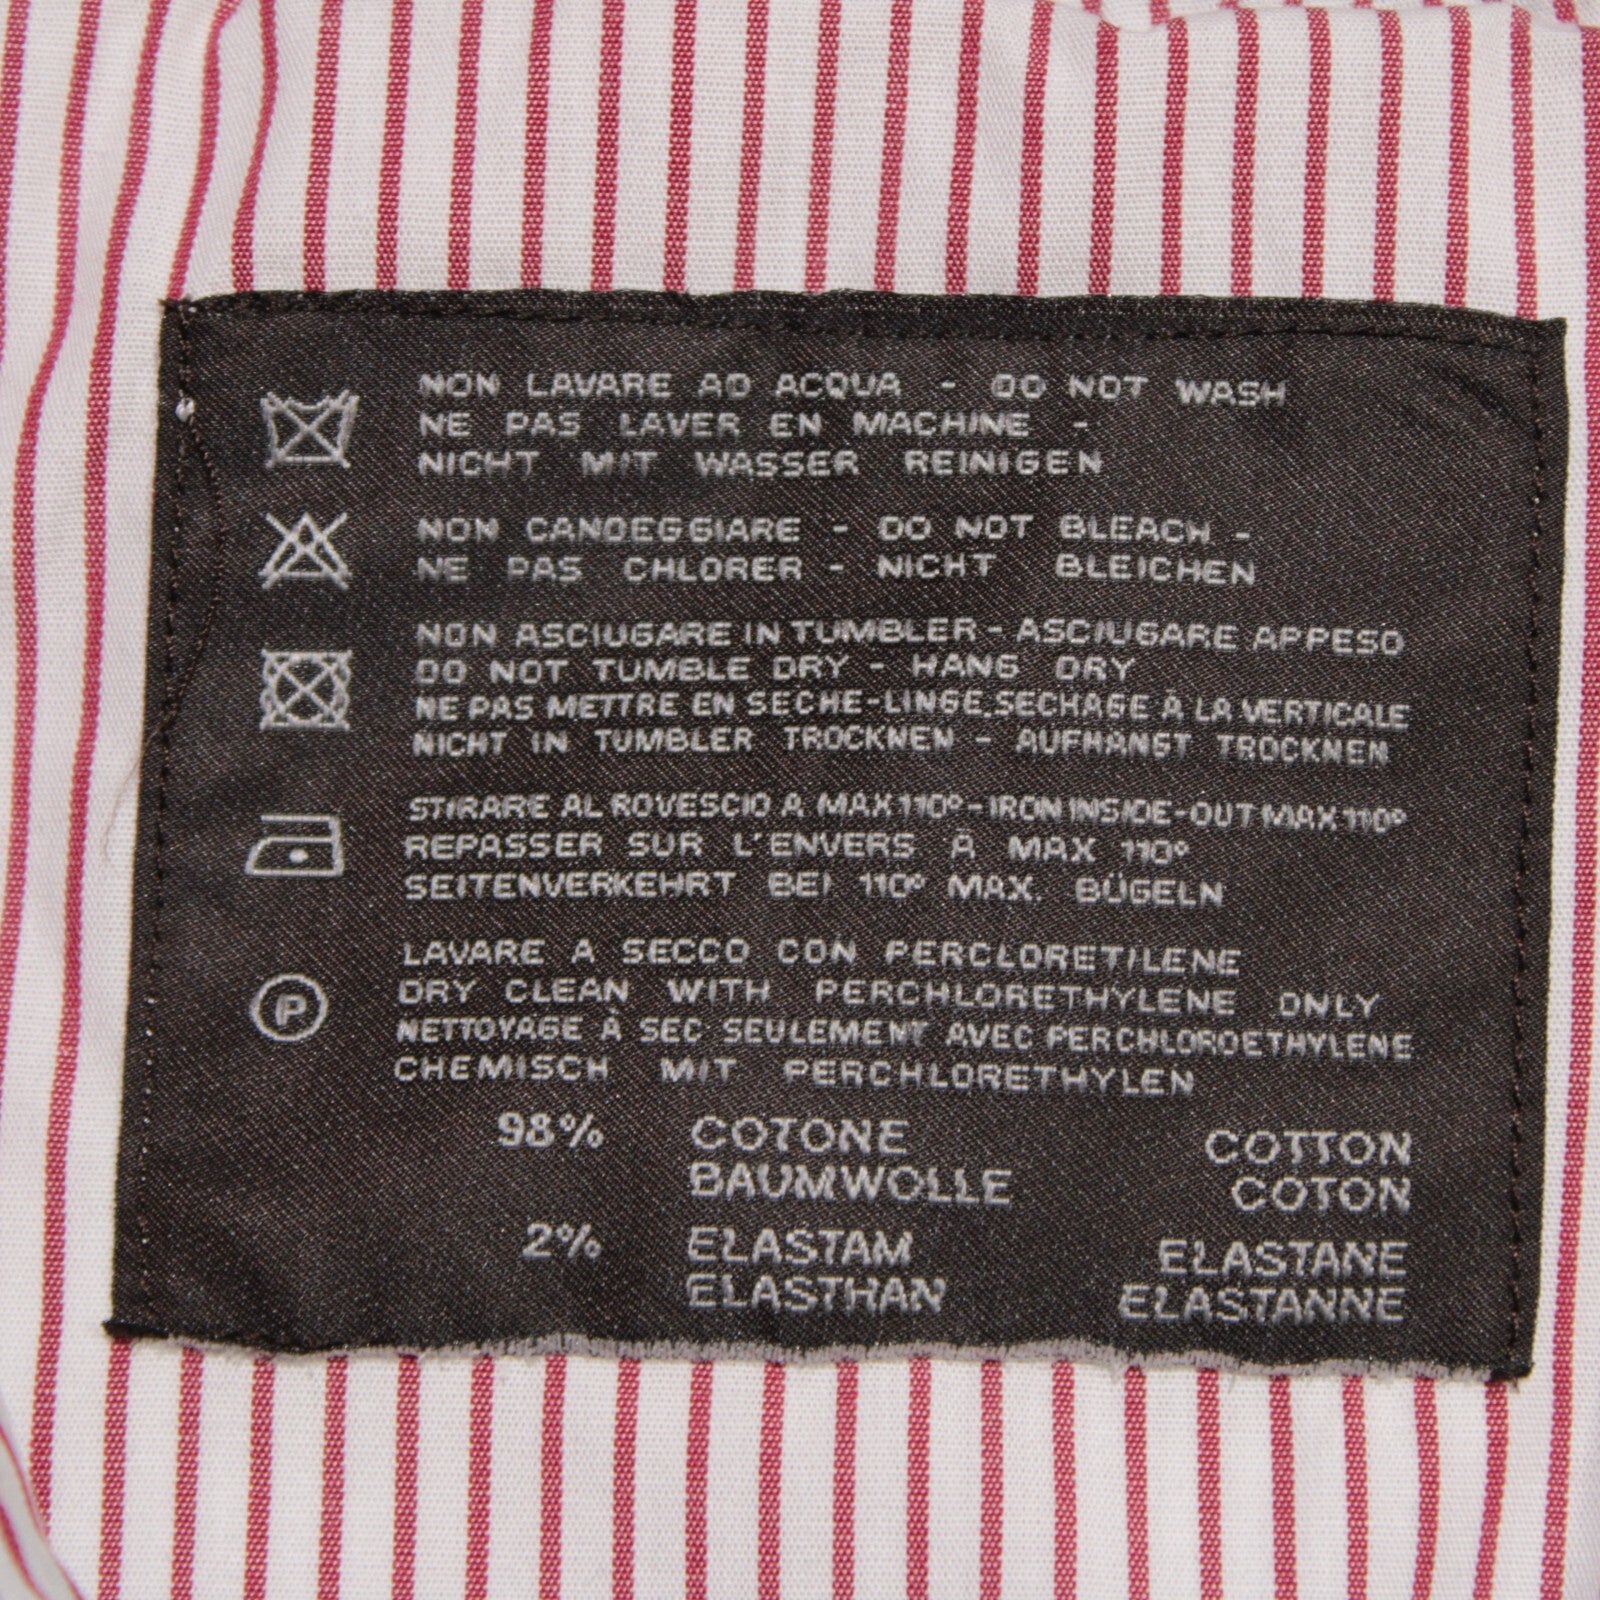 NON LAVARE AD ACQUA - DO NOT WASH
NE PAS LAVER EN MACHINE -
NICHT MIT WASSER REINIGEN
NON CANDEGGIARE - DO NOT BLEACH -
NE PAS CHLORER - NICHT BLEICHEN
NON ASCIUGARE IN TUMBLER - ASCIUGARE APPESO
DO NOT TUMBLE DRY - HANG DRY
NE PAS METTRE EN SECHE-LINGE.SECHAGE À LA VERTICALE
NICHT IN TUMBLER TROCKNEN - AUFHANGT TROCKNEN
STIRARE AL ROVESCIO A MAX 110° - IRON INSIDE-OUT MAX 110°
REPASSER SUR L'ENVERS A MAX 110°
SEITENVERKEHRT BEI 110° MAX. BÜGELN
P
LAVARE A SECCO CON PERCLORETILENE
DRY CLEAN WITH PERCHLORETHYLENE ONLY
NETTOYAGE À SEC SEULEMENT AVEC PERCHLOROETHYLENE
CHEMISCH MIT PERCHLORETHYLEN
98% COTONE COTTON
BAUMWOLLE COTON
2% ELASTAM ELASTANE
ELASTHAN ELASTANNE